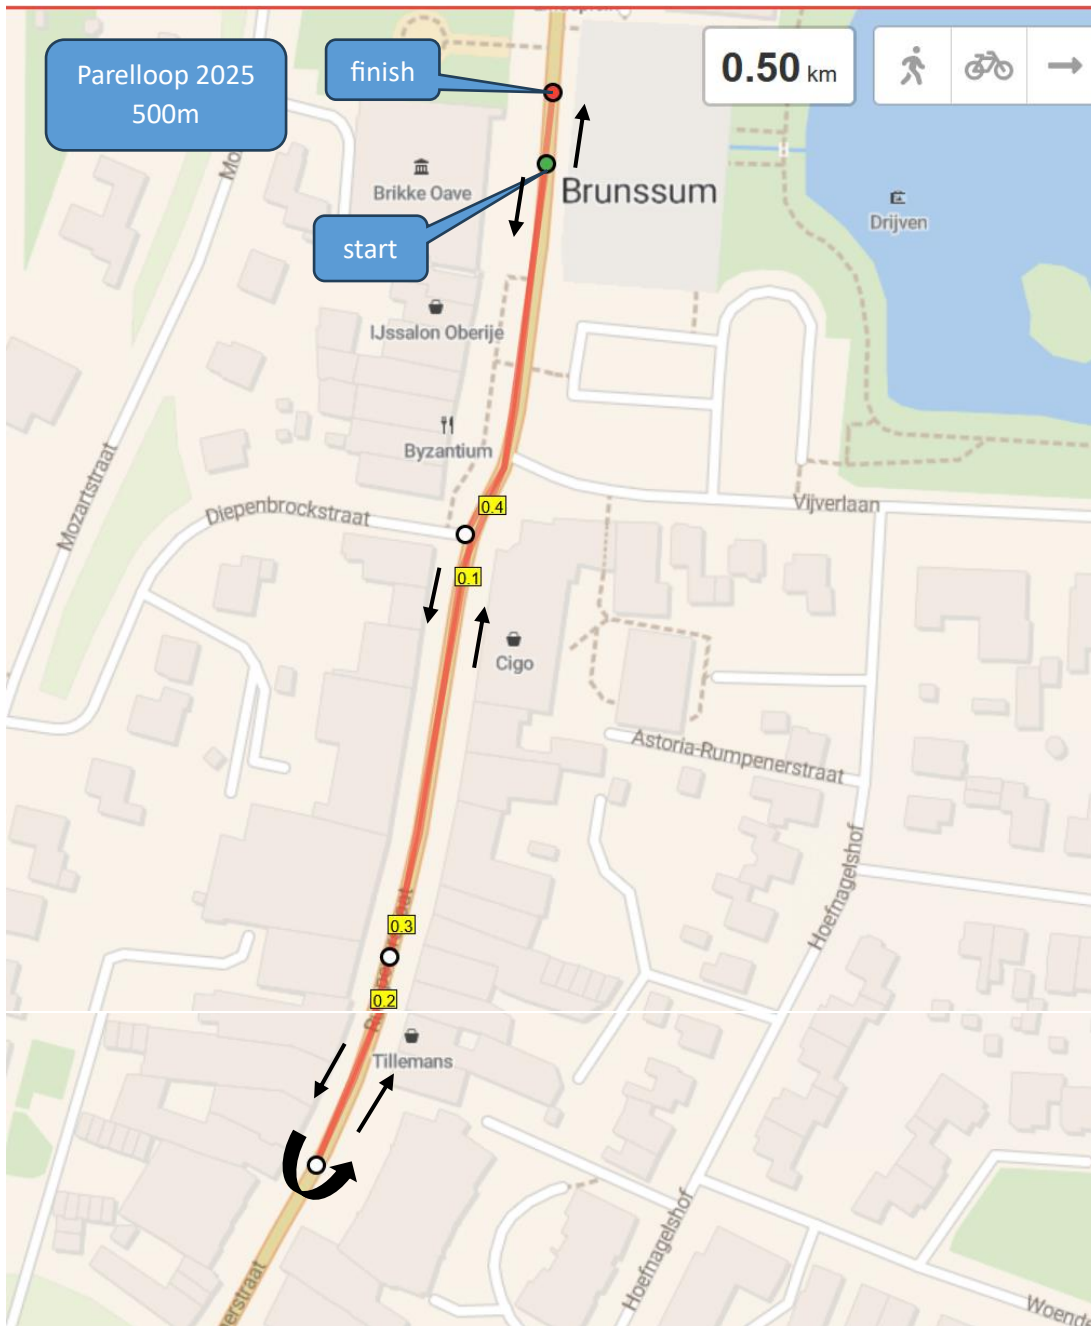 Parelloop 2025
500m
finish
0.50 km
Brikke Oave
Brunssum
Drijven
start
IJssalon Oberije
Byzantium
Mozartstraat
Diepenbrockstraat
0.4
Vijverlaan
0.1
Cigo
Astoria-Rumpenerstraat
Hoefnagelshof
0.3
0.2
Tillemans
Hoefnagelshof